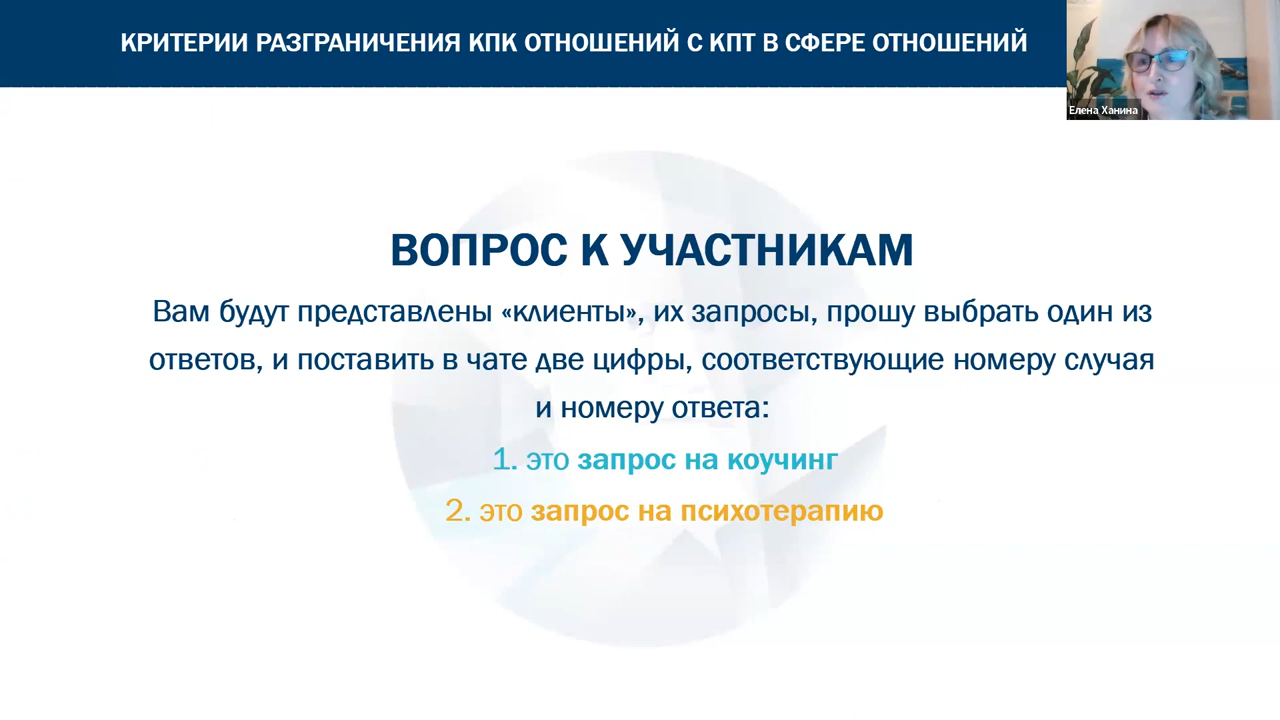 КРИТЕРИИ РАЗГРАНИЧЕНИЯ КПК ОТНОШЕНИЙ С КПТ В СФЕРЕ ОТНОШЕНИЙ
Елена Ханина
ВОПРОС К УЧАСТНИКАМ
Вам будут представлены «клиенты», их запросы, прошу выбрать один из
ответов, и поставить в чате две цифры, соответствующие номеру случая
и номеру ответа:
1. это запрос на коучинг
2. это запрос на психотерапию